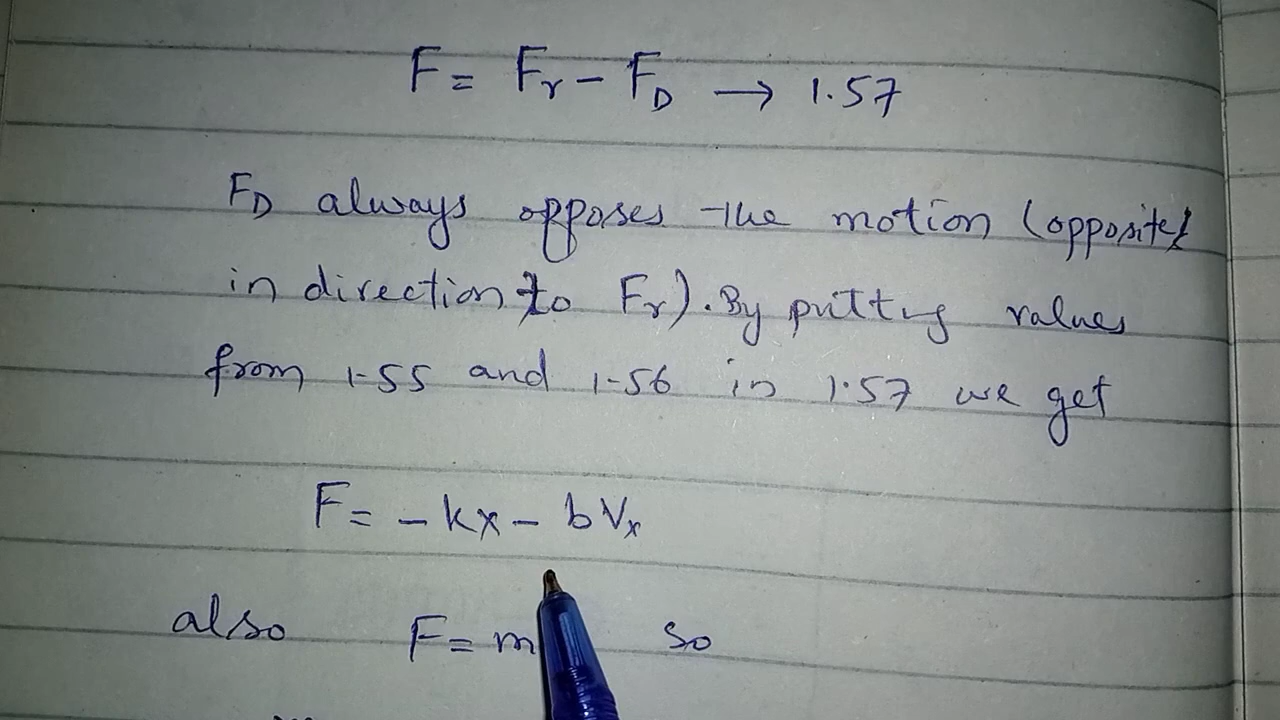 F = Fr - FD → 1.57
FD always opposes the motion (opposite
in direction to Fr). By putting values
from 1.55 and 1.56 in 1.57 we get
F = - kx - bVx
also F = m so